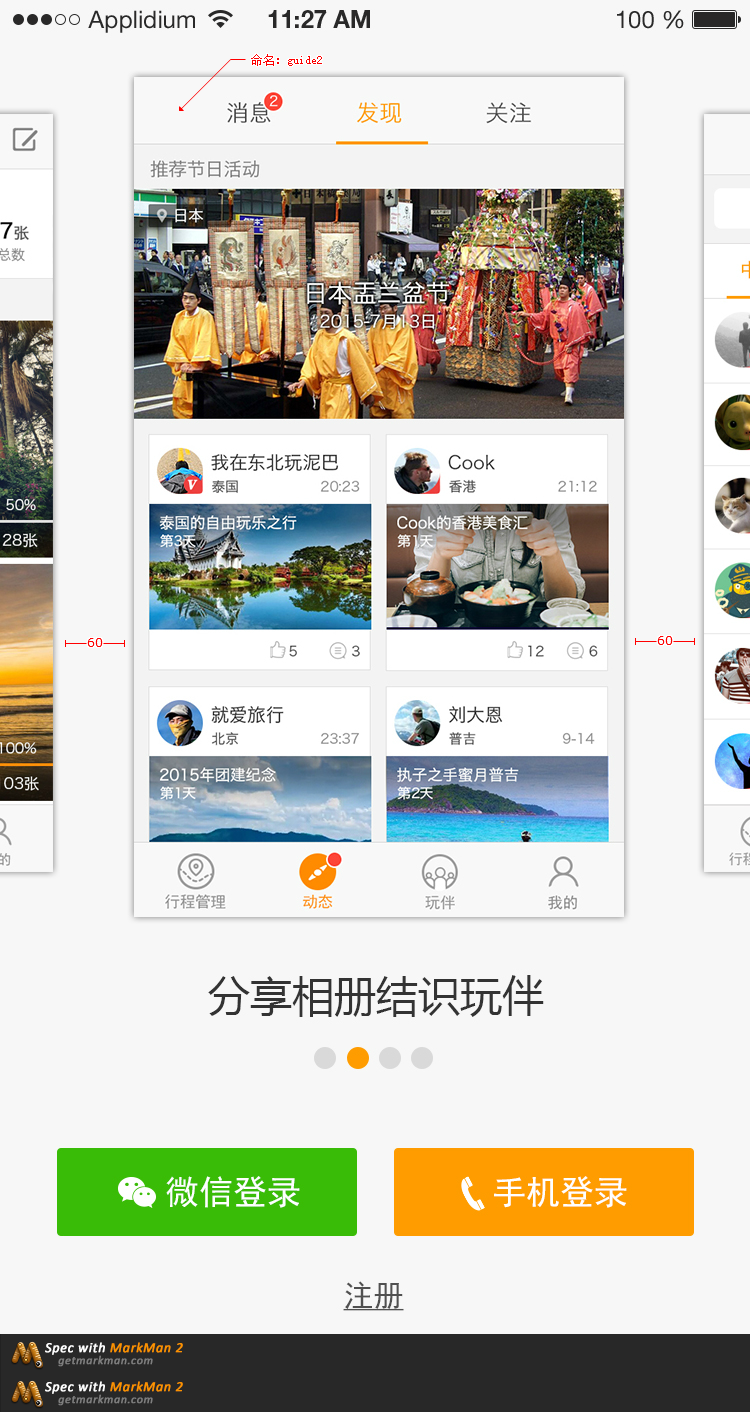 Applidium 11:27 AM 100 %
命名: guide2
消息 2 发现 关注
推荐节日活动
日本
日本盂兰盆节
2015-7月13日
7张
总数
50%
28张
100%
03张
的
我在东北玩泥巴
泰国 20:23
泰国的自由玩乐之行
第3天
5 3
Cook
香港 21:12
Cook的香港美食汇
第1天
12 6
60
60
就爱旅行
北京 23:37
2015年团建纪念
第1天
刘大恩
普吉 9-14
执子之手蜜月普吉
第2天
行程管理 动态 玩伴 我的
行程
分享相册结识玩伴
微信登录 手机登录
注册
Spec with MarkMan 2
getmarkman.com
Spec with MarkMan 2
getmarkman.com